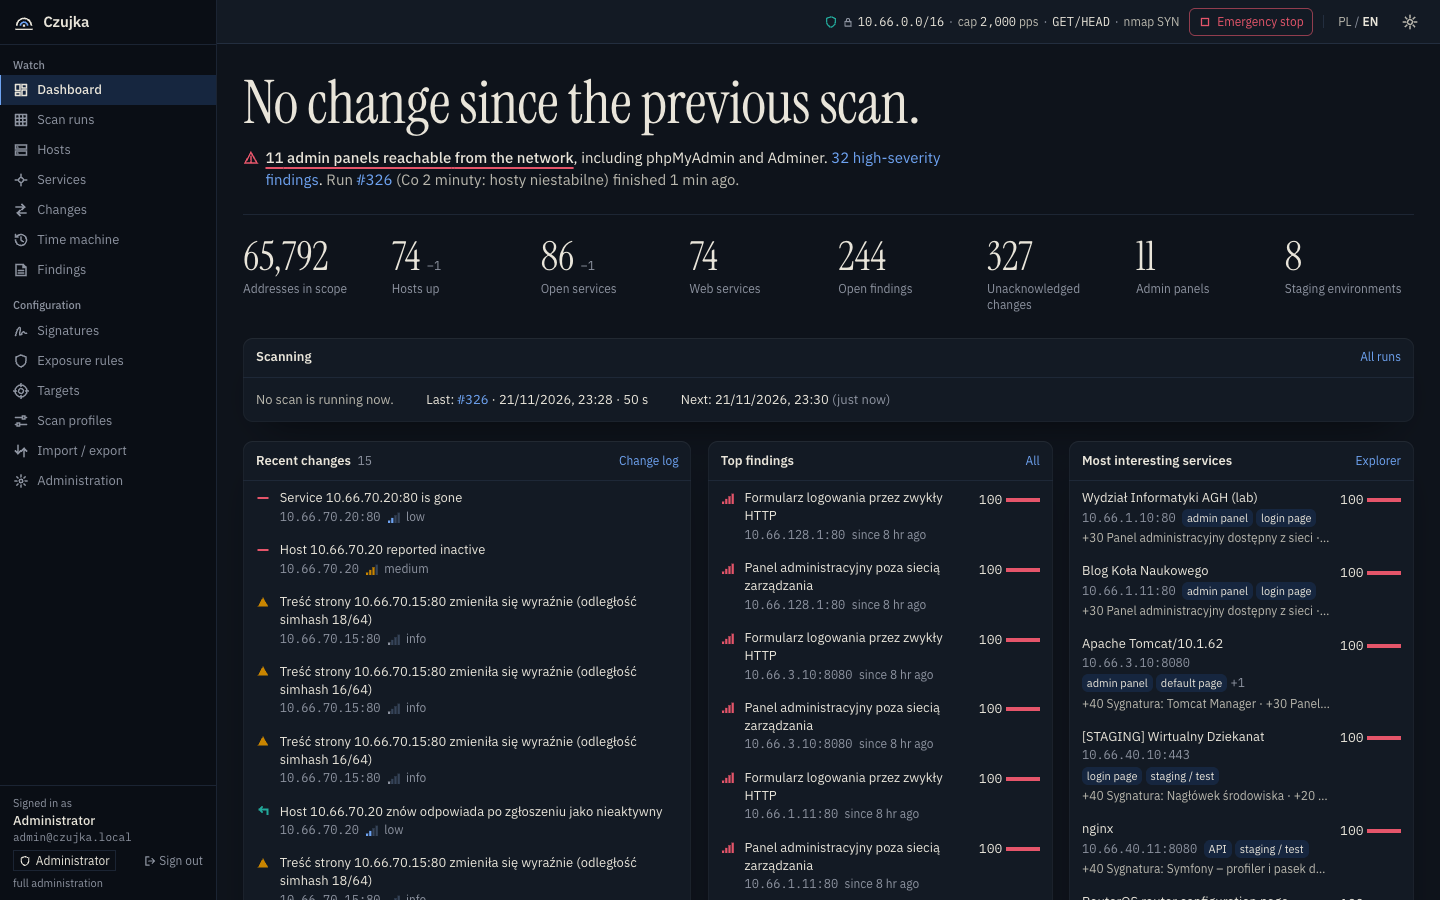 Czujka
10.66.0.0/16 · cap 2,000 pps · GET/HEAD · nmap SYN
Emergency stop
PL / EN
Watch
Dashboard
Scan runs
Hosts
Services
Changes
Time machine
Findings
Configuration
Signatures
Exposure rules
Targets
Scan profiles
Import / export
Administration
Signed in as
Administrator
admin@czujka.local
Administrator
Sign out
full administration
No change since the previous scan.
11 admin panels reachable from the network, including phpMyAdmin and Adminer. 32 high-severity
findings. Run #326 (Co 2 minuty: hosty niestabilne) finished 1 min ago.
65,792
Addresses in scope
74 −1
Hosts up
86 −1
Open services
74
Web services
244
Open findings
327
Unacknowledged
changes
11
Admin panels
8
Staging environments
Scanning
All runs
No scan is running now.
Last: #326 · 21/11/2026, 23:28 · 50 s
Next: 21/11/2026, 23:30 (just now)
Recent changes 15
Change log
Service 10.66.70.20:80 is gone
10.66.70.20:80 low
Host 10.66.70.20 reported inactive
10.66.70.20 medium
Treść strony 10.66.70.15:80 zmieniła się wyraźnie (odległość
simhash 18/64)
10.66.70.15:80 info
Treść strony 10.66.70.15:80 zmieniła się wyraźnie (odległość
simhash 16/64)
10.66.70.15:80 info
Treść strony 10.66.70.15:80 zmieniła się wyraźnie (odległość
simhash 16/64)
10.66.70.15:80 info
Host 10.66.70.20 znów odpowiada po zgłoszeniu jako nieaktywny
10.66.70.20 low
Treść strony 10.66.70.15:80 zmieniła się wyraźnie (odległość
simhash 18/64)
10.66.70.15:80 info
Top findings
All
Formularz logowania przez zwykły
HTTP
100
10.66.128.1:80 since 8 hr ago
Panel administracyjny poza siecią
zarządzania
100
10.66.128.1:80 since 8 hr ago
Formularz logowania przez zwykły
HTTP
100
10.66.3.10:8080 since 8 hr ago
Panel administracyjny poza siecią
zarządzania
100
10.66.3.10:8080 since 8 hr ago
Formularz logowania przez zwykły
HTTP
100
10.66.1.11:80 since 8 hr ago
Panel administracyjny poza siecią
zarządzania
100
10.66.1.11:80 since 8 hr ago
Most interesting services
Explorer
Wydział Informatyki AGH (lab)
100
10.66.1.10:80 admin panel login page
+30 Panel administracyjny dostępny z sieci ·…
Blog Koła Naukowego
100
10.66.1.11:80 admin panel login page
+30 Panel administracyjny dostępny z sieci ·…
Apache Tomcat/10.1.62
100
10.66.3.10:8080
admin panel default page +1
+40 Sygnatura: Tomcat Manager · +30 Panel…
[STAGING] Wirtualny Dziekanat
100
10.66.40.10:443
login page staging / test
+40 Sygnatura: Nagłówek środowiska · +20 …
nginx
100
10.66.40.11:8080 API staging / test
+40 Sygnatura: Symfony – profiler i pasek d…